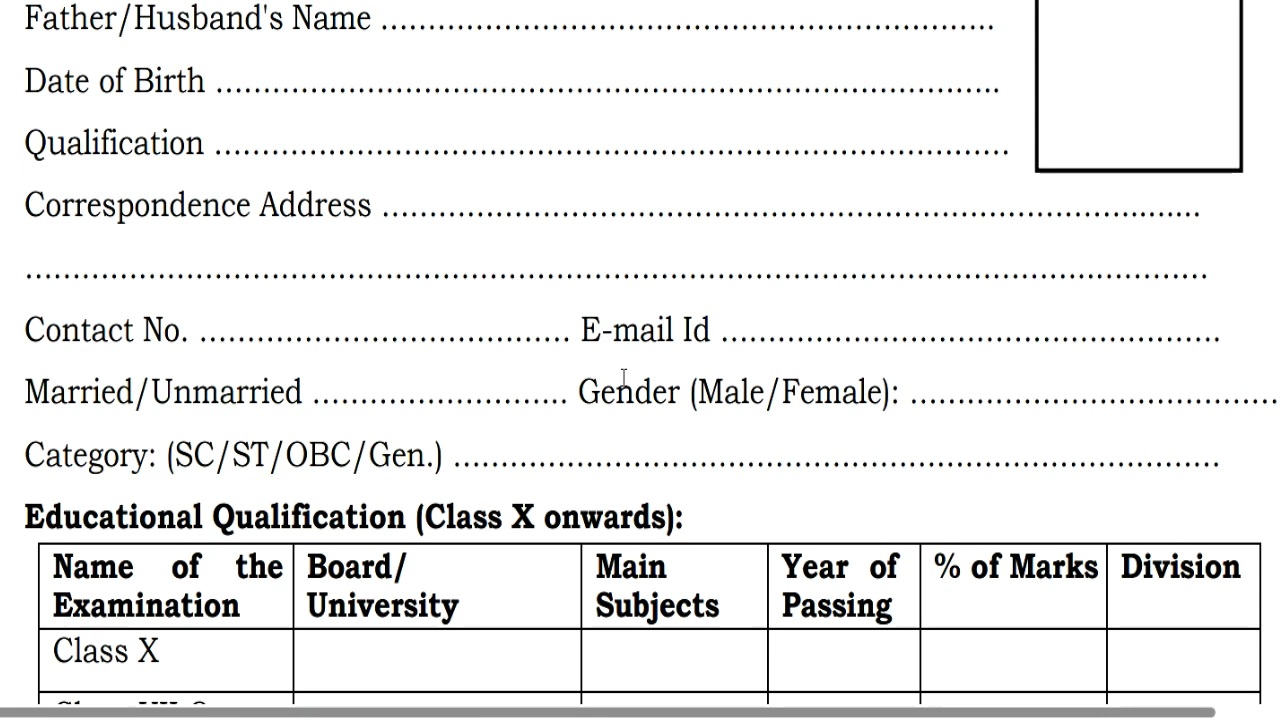 Father/Husband's Name ..................................................................
Date of Birth ....................................................................................
Qualification .....................................................................................
Correspondence Address ........................................................................................
...............................................................................................................................
Contact No. ........................................ E-mail Id ......................................................
Married/Unmarried ........................... Gender (Male/Female): .......................................
Category: (SC/ST/OBC/Gen.) ..................................................................................
Educational Qualification (Class X onwards):
Name of the Examination Board/ University Main Subjects Year of Passing % of Marks Division
Class X